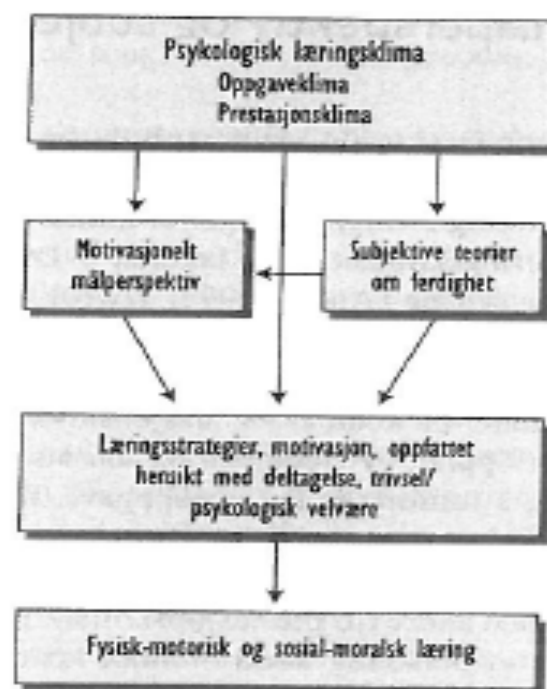 Psykologisk læringsklima
Oppgaveklima
Prestasjonsklima
Motivasjonelt
målperspektiv
Subjektive teorier
om ferdighet
Læringsstrategier, motivasjon, oppfattet
hensikt med deltagelse, trivsel/
psykologisk velvære
Fysisk-motorisk og sosial-moralsk læring